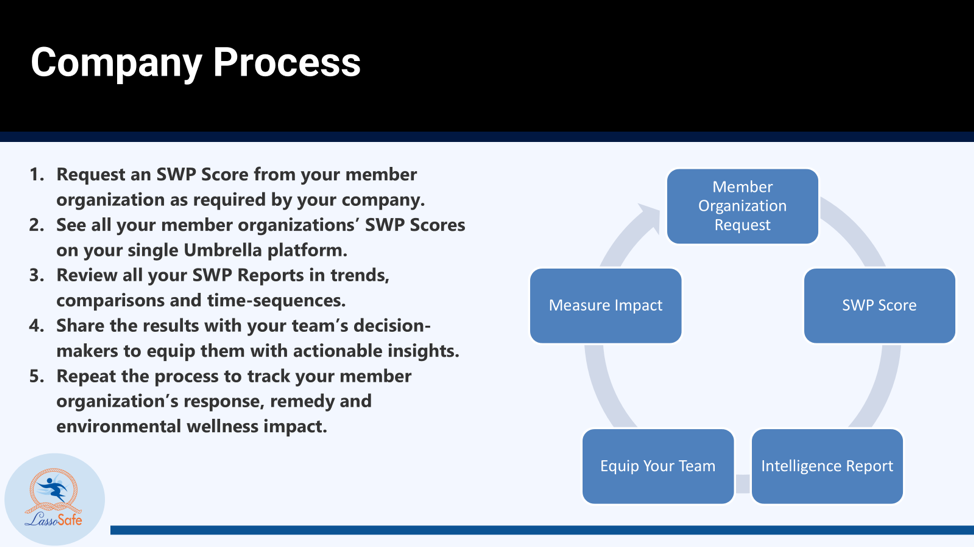 Company Process
1. Request an SWP Score from your member
organization as required by your company.
2. See all your member organizations’ SWP Scores
on your single Umbrella platform.
3. Review all your SWP Reports in trends,
comparisons and time-sequences.
4. Share the results with your team’s decision-
makers to equip them with actionable insights.
5. Repeat the process to track your member
organization’s response, remedy and
environmental wellness impact.
Member
Organization
Request
SWP Score
Intelligence Report
Equip Your Team
Measure Impact
LassoSafe